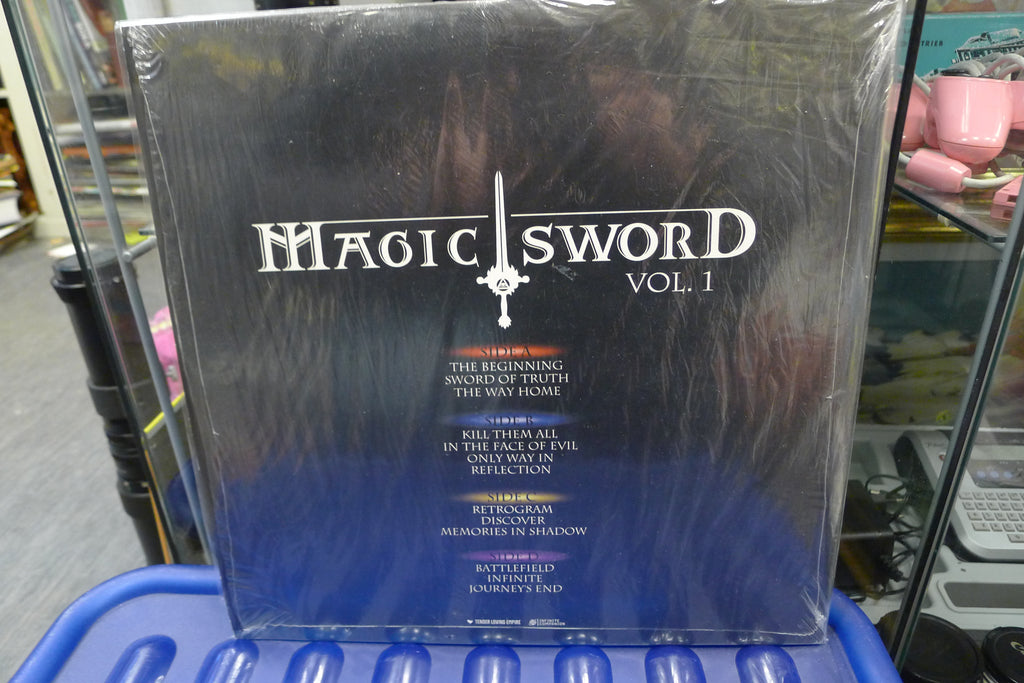 MAGIC SWORD
VOL. 1
SIDE A
THE BEGINNING
SWORD OF TRUTH
THE WAY HOME
SIDE B
KILL THEM ALL
IN THE FACE OF EVIL
ONLY WAY IN
REFLECTION
SIDE C
RETROGRAM
DISCOVER
MEMORIES IN SHADOW
SIDE D
BATTLEFIELD
INFINITE
JOURNEY'S END
TENDER LOVING EMPIRE